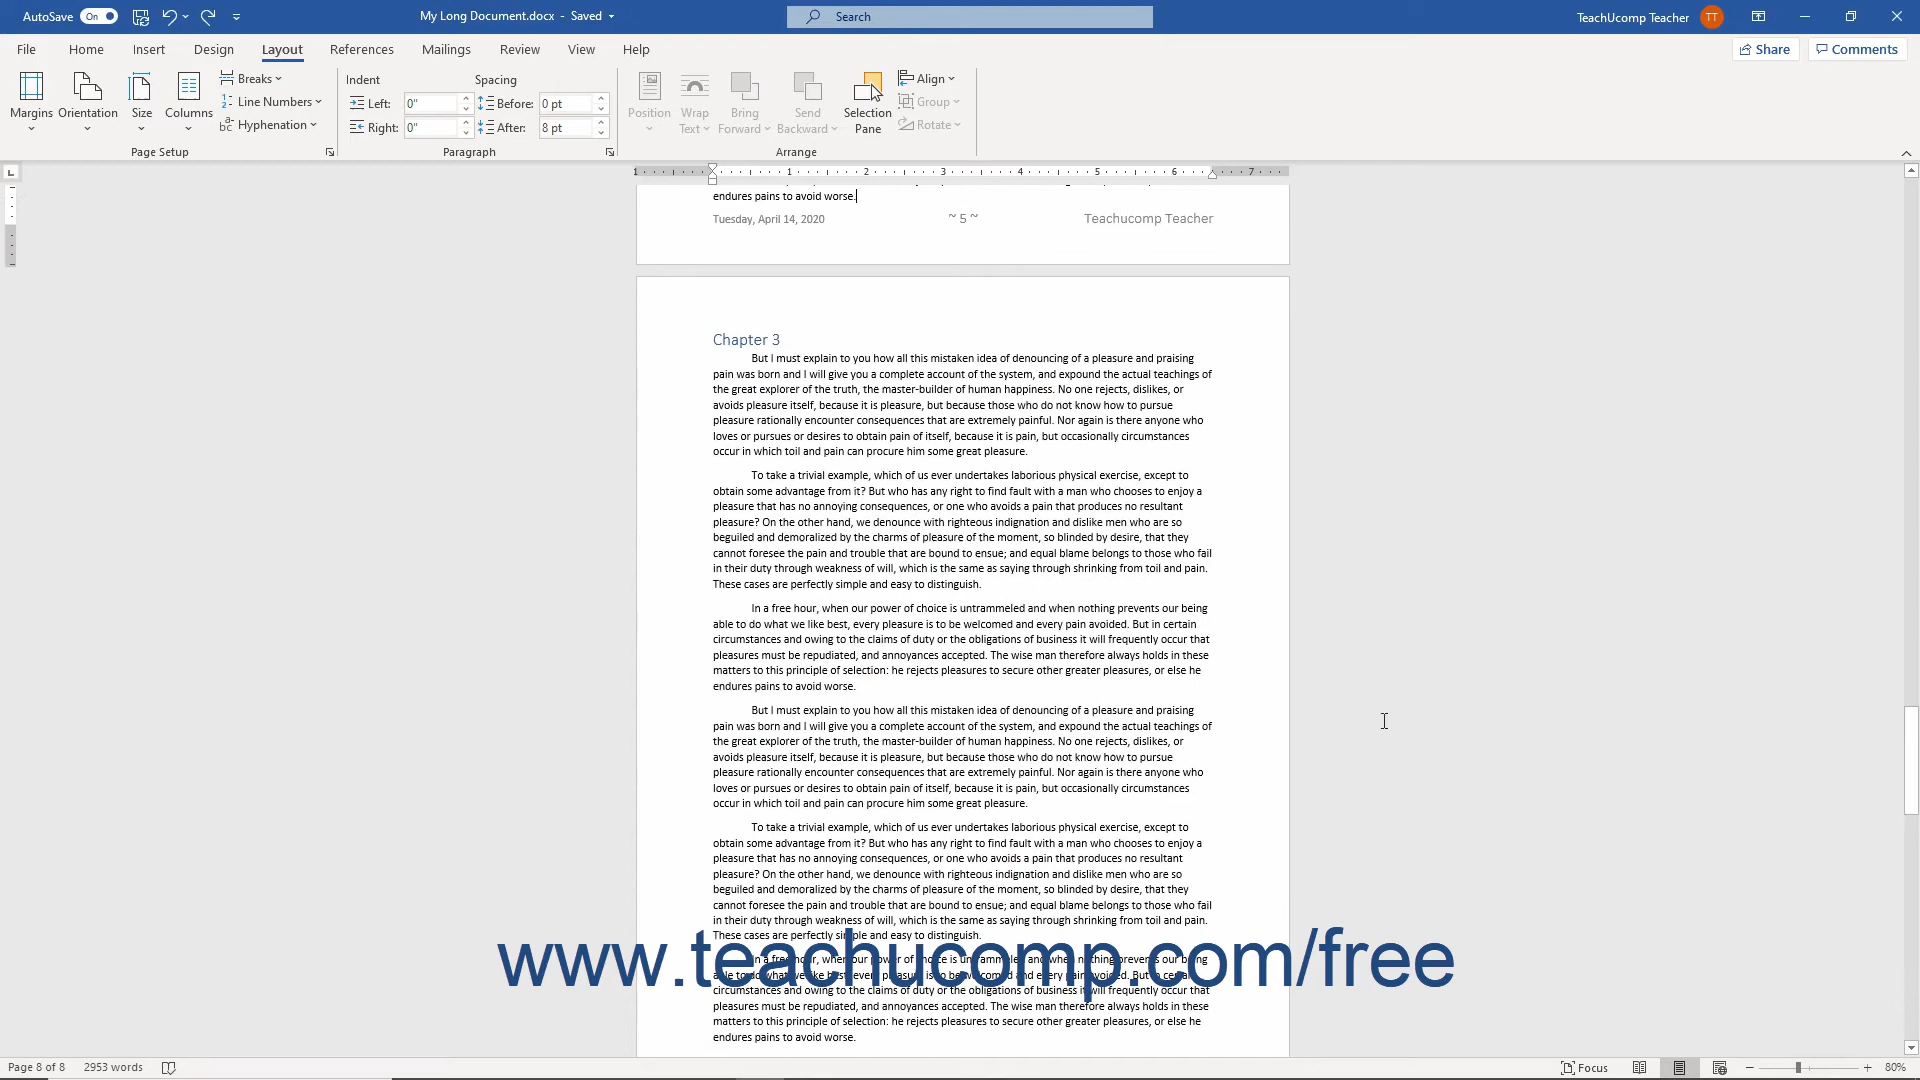 AutoSave On My Long Document.docx - Saved Search TeachUcomp Teacher TT
File Home Insert Design Layout References Mailings Review View Help Share Comments
Margins Orientation Size Columns Breaks Line Numbers Hyphenation
Page Setup
Indent Spacing
Left: 0" Before: 0 pt
Right: 0" After: 8 pt
Paragraph
Position Wrap Text Bring Forward Send Backward Selection Pane Align Group Rotate
Arrange
1 1 2 3 4 5 6 7
endures pains to avoid worse.
Tuesday, April 14, 2020 ~ 5 ~ Teachucomp Teacher
Chapter 3
But I must explain to you how all this mistaken idea of denouncing of a pleasure and praising
pain was born and I will give you a complete account of the system, and expound the actual teachings of
the great explorer of the truth, the master-builder of human happiness. No one rejects, dislikes, or
avoids pleasure itself, because it is pleasure, but because those who do not know how to pursue
pleasure rationally encounter consequences that are extremely painful. Nor again is there anyone who
loves or pursues or desires to obtain pain of itself, because it is pain, but occasionally circumstances
occur in which toil and pain can procure him some great pleasure.
To take a trivial example, which of us ever undertakes laborious physical exercise, except to
obtain some advantage from it? But who has any right to find fault with a man who chooses to enjoy a
pleasure that has no annoying consequences, or one who avoids a pain that produces no resultant
pleasure? On the other hand, we denounce with righteous indignation and dislike men who are so
beguiled and demoralized by the charms of pleasure of the moment, so blinded by desire, that they
cannot foresee the pain and trouble that are bound to ensue; and equal blame belongs to those who fail
in their duty through weakness of will, which is the same as saying through shrinking from toil and pain.
These cases are perfectly simple and easy to distinguish.
In a free hour, when our power of choice is untrammeled and when nothing prevents our being
able to do what we like best, every pleasure is to be welcomed and every pain avoided. But in certain
circumstances and owing to the claims of duty or the obligations of business it will frequently occur that
pleasures must be repudiated, and annoyances accepted. The wise man therefore always holds in these
matters to this principle of selection: he rejects pleasures to secure other greater pleasures, or else he
endures pains to avoid worse.
But I must explain to you how all this mistaken idea of denouncing of a pleasure and praising
pain was born and I will give you a complete account of the system, and expound the actual teachings of
the great explorer of the truth, the master-builder of human happiness. No one rejects, dislikes, or
avoids pleasure itself, because it is pleasure, but because those who do not know how to pursue
pleasure rationally encounter consequences that are extremely painful. Nor again is there anyone who
loves or pursues or desires to obtain pain of itself, because it is pain, but occasionally circumstances
occur in which toil and pain can procure him some great pleasure.
To take a trivial example, which of us ever undertakes laborious physical exercise, except to
obtain some advantage from it? But who has any right to find fault with a man who chooses to enjoy a
pleasure that has no annoying consequences, or one who avoids a pain that produces no resultant
pleasure? On the other hand, we denounce with righteous indignation and dislike men who are so
beguiled and demoralized by the charms of pleasure of the moment, so blinded by desire, that they
cannot foresee the pain and trouble that are bound to ensue; and equal blame belongs to those who fail
in their duty through weakness of will, which is the same as saying through shrinking from toil and pain.
These cases are perfectly simple and easy to distinguish.
www.teachucomp.com/free
In a free hour, when our power of choice is untrammeled and when nothing prevents our being
able to do what we like best, every pleasure is to be welcomed and every pain avoided. But in certain
circumstances and owing to the claims of duty or the obligations of business it will frequently occur that
pleasures must be repudiated, and annoyances accepted. The wise man therefore always holds in these
matters to this principle of selection: he rejects pleasures to secure other greater pleasures, or else he
endures pains to avoid worse.
Page 8 of 8 2953 words Focus 80%